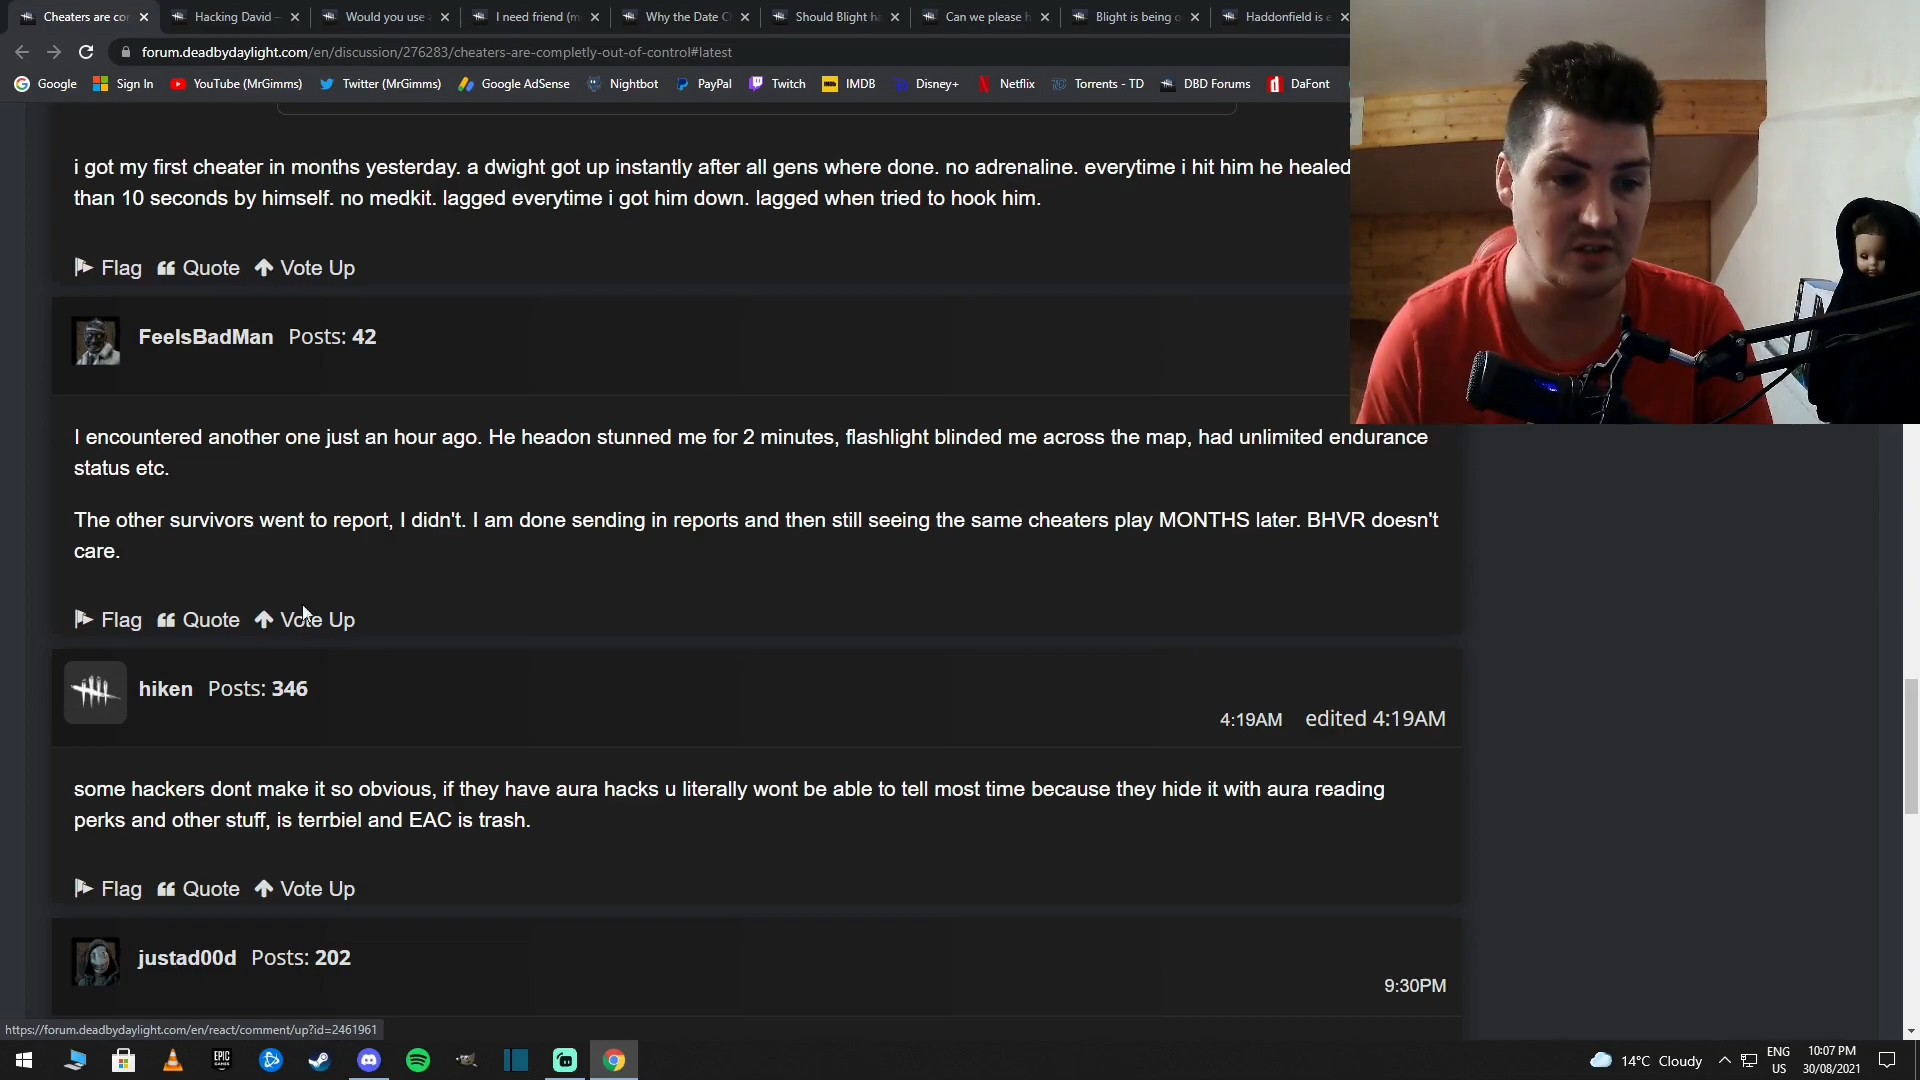 Cheaters are co
Hacking David
Would you use
I need friend (m
Why the Date C
Should Blight h
Can we please h
Blight is being o
Haddonfield is
forum.deadbydaylight.com/en/discussion/276283/cheaters-are-completly-out-of-control#latest
Google
Sign In
YouTube (MrGimms)
Twitter (MrGimms)
Google AdSense
Nightbot
PayPal
Twitch
IMDB
Disney+
Netflix
Torrents - TD
DBD Forums
DaFont
i got my first cheater in months yesterday. a dwight got up instantly after all gens where done. no adrenaline. everytime i hit him he healed
than 10 seconds by himself. no medkit. lagged everytime i got him down. lagged when tried to hook him.
Flag Quote Vote Up
FeelsBadMan Posts: 42
I encountered another one just an hour ago. He headon stunned me for 2 minutes, flashlight blinded me across the map, had unlimited endurance
status etc.
The other survivors went to report, I didn't. I am done sending in reports and then still seeing the same cheaters play MONTHS later. BHVR doesn't
care.
Flag Quote Vote Up
hiken Posts: 346
4:19AM edited 4:19AM
some hackers dont make it so obvious, if they have aura hacks u literally wont be able to tell most time because they hide it with aura reading
perks and other stuff, is terrbiel and EAC is trash.
Flag Quote Vote Up
justad00d Posts: 202
9:30PM
https://forum.deadbydaylight.com/en/react/comment/up?id=2461961
EPIC
GAMES
14°C Cloudy
ENG
US
10:07 PM
30/08/2021